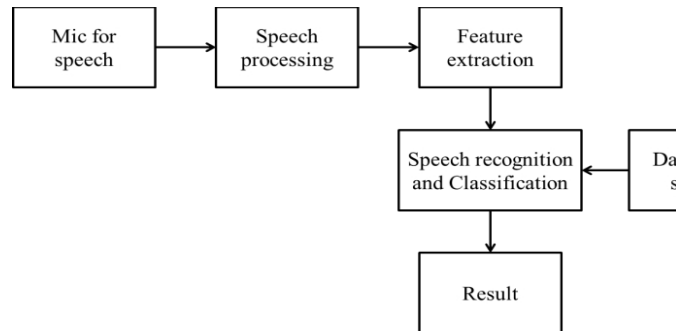 Mic for
speech
Speech
processing
Feature
extraction
Speech recognition
and Classification
Result